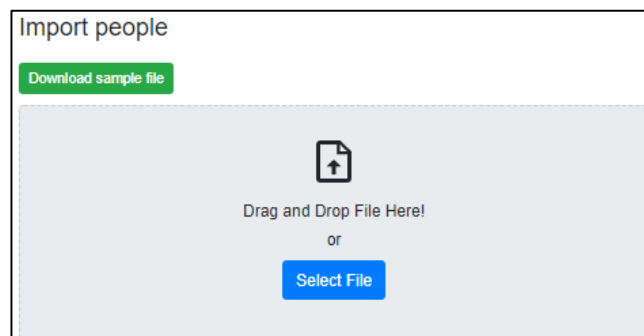 Import people
Download sample file
Drag and Drop File Here!
or
Select File